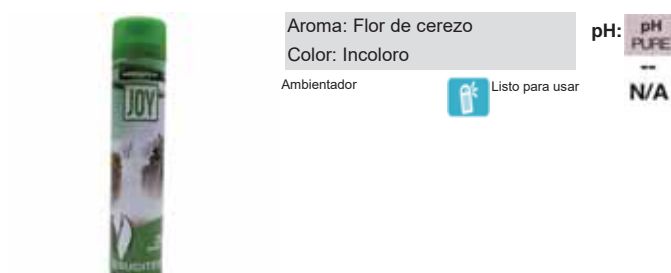 Aroma: Flor de cerezo
Color: Incoloro
pH:
pH
PURE
--
N/A
Ambientador
Listo para usar
JOY